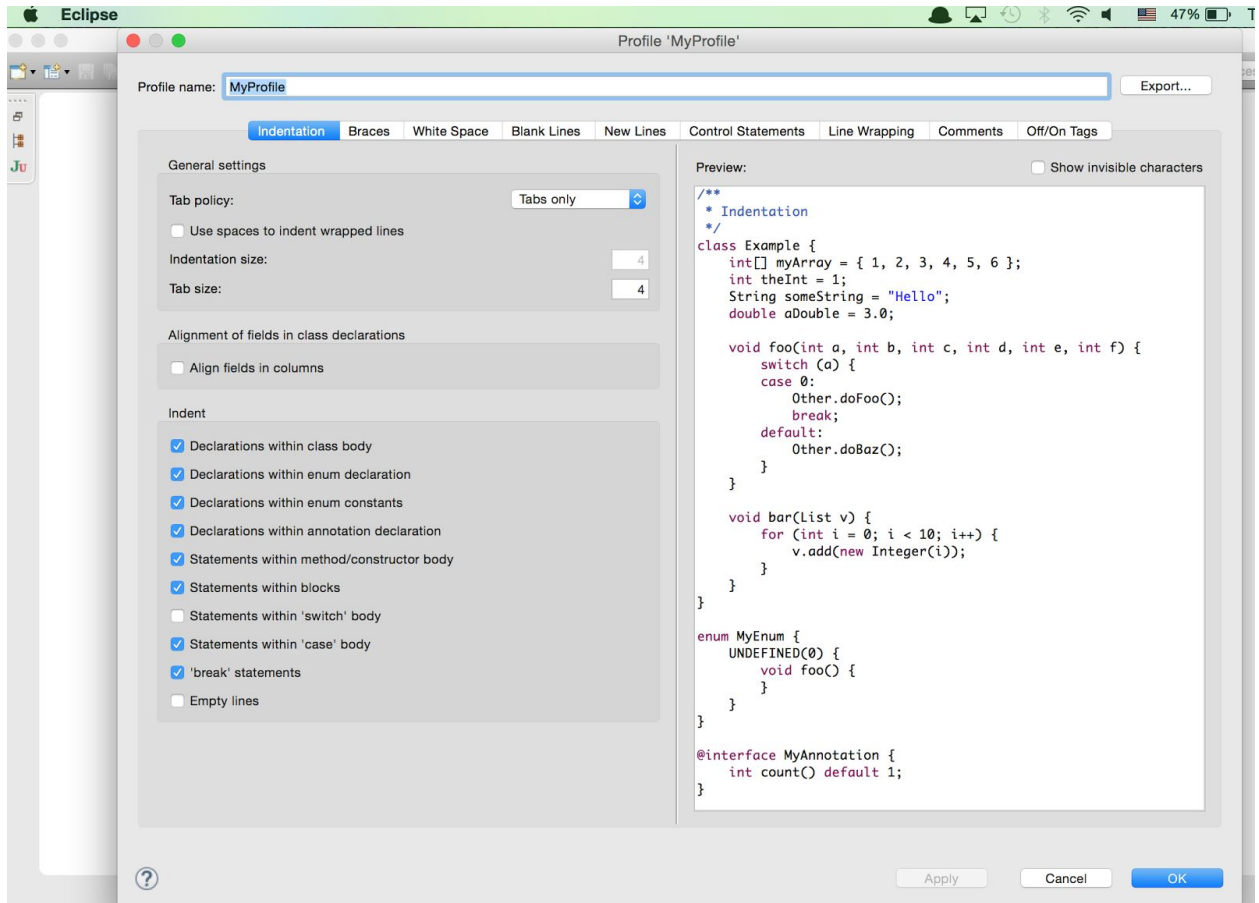 Eclipse
47%
Profile 'MyProfile'
Profile name: MyProfile
Export...
Indentation Braces White Space Blank Lines New Lines Control Statements Line Wrapping Comments Off/On Tags
General settings
Tab policy: Tabs only
Use spaces to indent wrapped lines
Indentation size: 4
Tab size: 4
Alignment of fields in class declarations
Align fields in columns
Indent
Declarations within class body
Declarations within enum declaration
Declarations within enum constants
Declarations within annotation declaration
Statements within method/constructor body
Statements within blocks
Statements within 'switch' body
Statements within 'case' body
'break' statements
Empty lines
Preview:
Show invisible characters
/**
 * Indentation
 */
class Example {
    int[] myArray = { 1, 2, 3, 4, 5, 6 };
    int theInt = 1;
    String someString = "Hello";
    double aDouble = 3.0;

    void foo(int a, int b, int c, int d, int e, int f) {
        switch (a) {
        case 0:
            Other.doFoo();
            break;
        default:
            Other.doBaz();
        }
    }

    void bar(List v) {
        for (int i = 0; i < 10; i++) {
            v.add(new Integer(i));
        }
    }
}

enum MyEnum {
    UNDEFINED(0) {
        void foo() {
        }
    }
}

@interface MyAnnotation {
    int count() default 1;
}
?
Apply
Cancel
OK
Ju